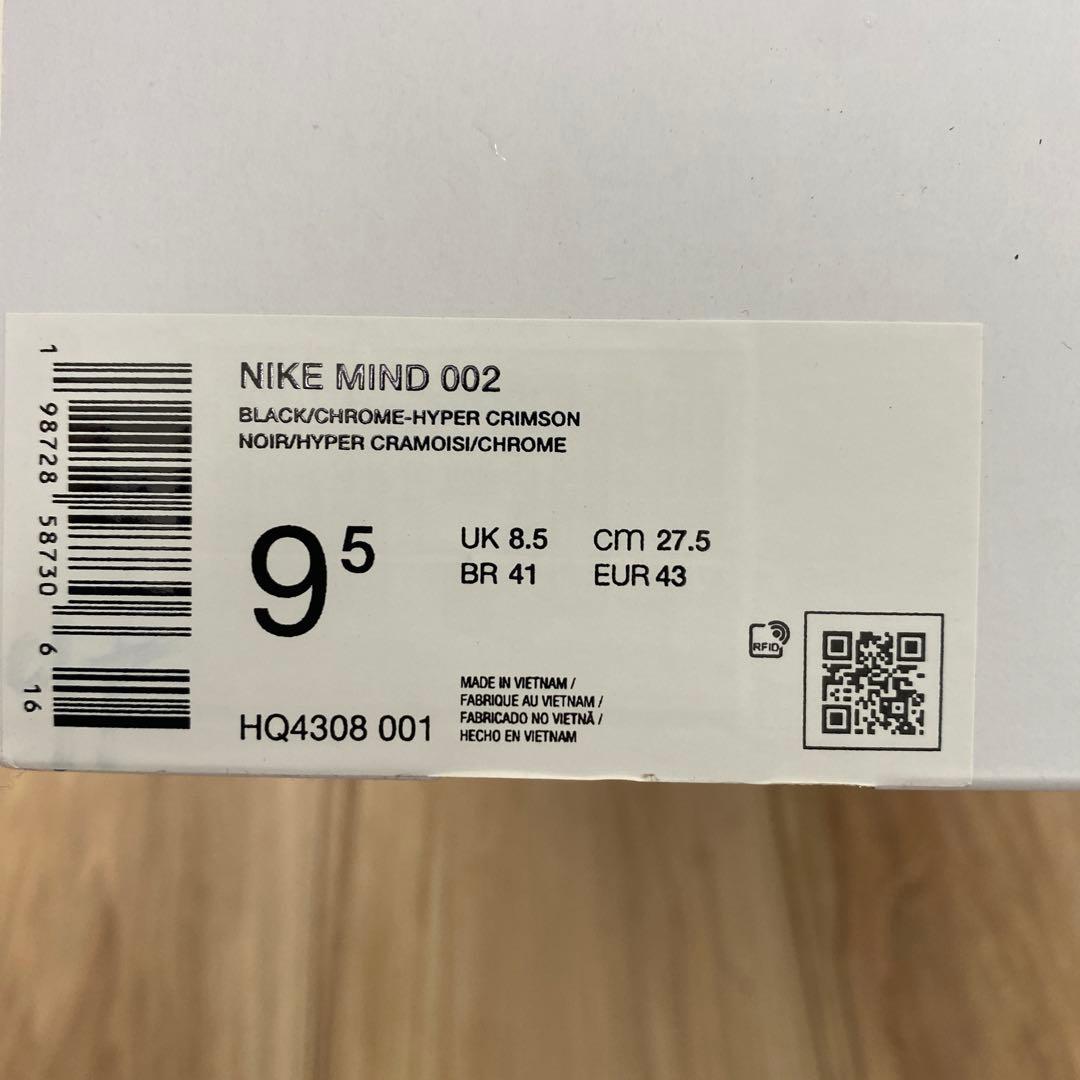 NIKE MIND 002
BLACK/CHROME-HYPER CRIMSON
NOIR/HYPER CRAMOISI/CHROME
9 5
UK 8.5 cm 27.5
BR 41 EUR 43
HQ4308 001
MADE IN VIETNAM /
FABRIQUE AU VIETNAM /
FABRICADO NO VIETNÃ /
HECHO EN VIETNAM
RFID
1 98728 58730 6 16